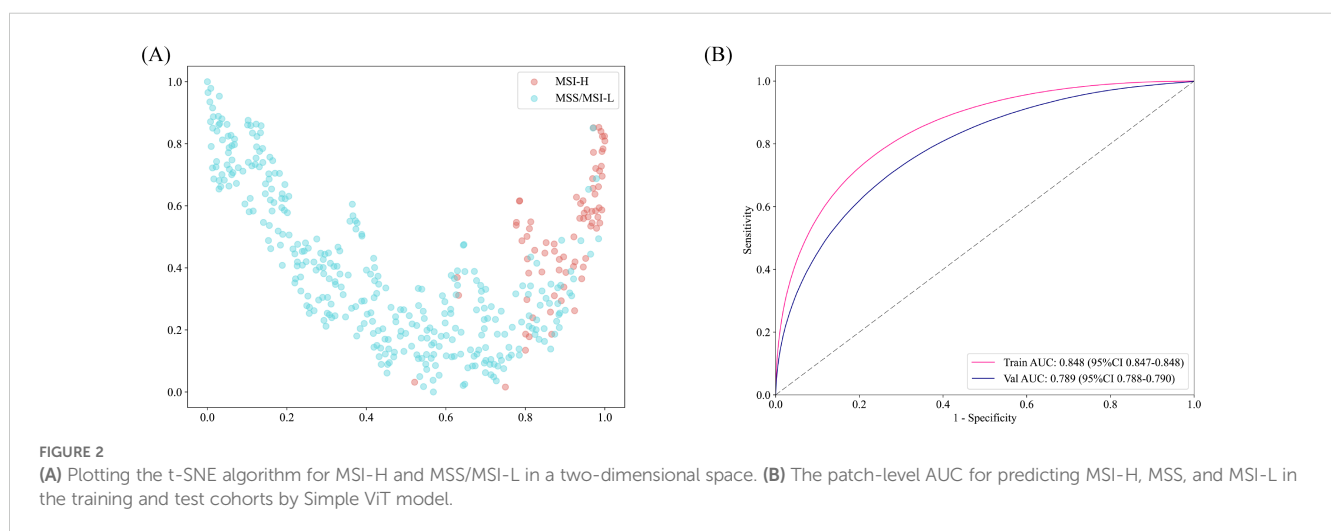 (A)
MSI-H
MSS/MSI-L
1.0
0.8
0.6
0.4
0.2
0.0
0.0 0.2 0.4 0.6 0.8 1.0
(B)
1.0
0.8
0.6
0.4
0.2
0.0
Sensitivity
Train AUC: 0.848 (95%CI 0.847-0.848)
Val AUC: 0.789 (95%CI 0.788-0.790)
0.0 0.2 0.4 0.6 0.8 1.0
1 - Specificity
FIGURE 2
(A) Plotting the t-SNE algorithm for MSI-H and MSS/MSI-L in a two-dimensional space. (B) The patch-level AUC for predicting MSI-H, MSS, and MSI-L in
the training and test cohorts by Simple ViT model.